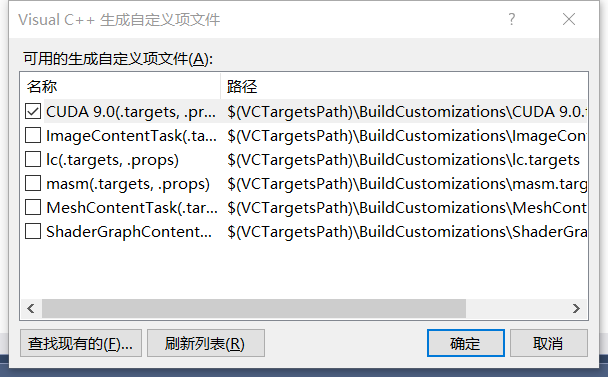 Visual C++ 生成自定义项文件
可用的生成自定义项文件(A):
名称 路径
CUDA 9.0(.targets, .pr... $(VCTargetsPath)\BuildCustomizations\CUDA 9.0.
ImageContentTask(.ta... $(VCTargetsPath)\BuildCustomizations\ImageCont
lc(.targets, .props) $(VCTargetsPath)\BuildCustomizations\lc.targets
masm(.targets, .props) $(VCTargetsPath)\BuildCustomizations\masm.targ
MeshContentTask(.tar... $(VCTargetsPath)\BuildCustomizations\MeshCont
ShaderGraphContent... $(VCTargetsPath)\BuildCustomizations\ShaderGra
查找现有的(F)... 刷新列表(R) 确定 取消